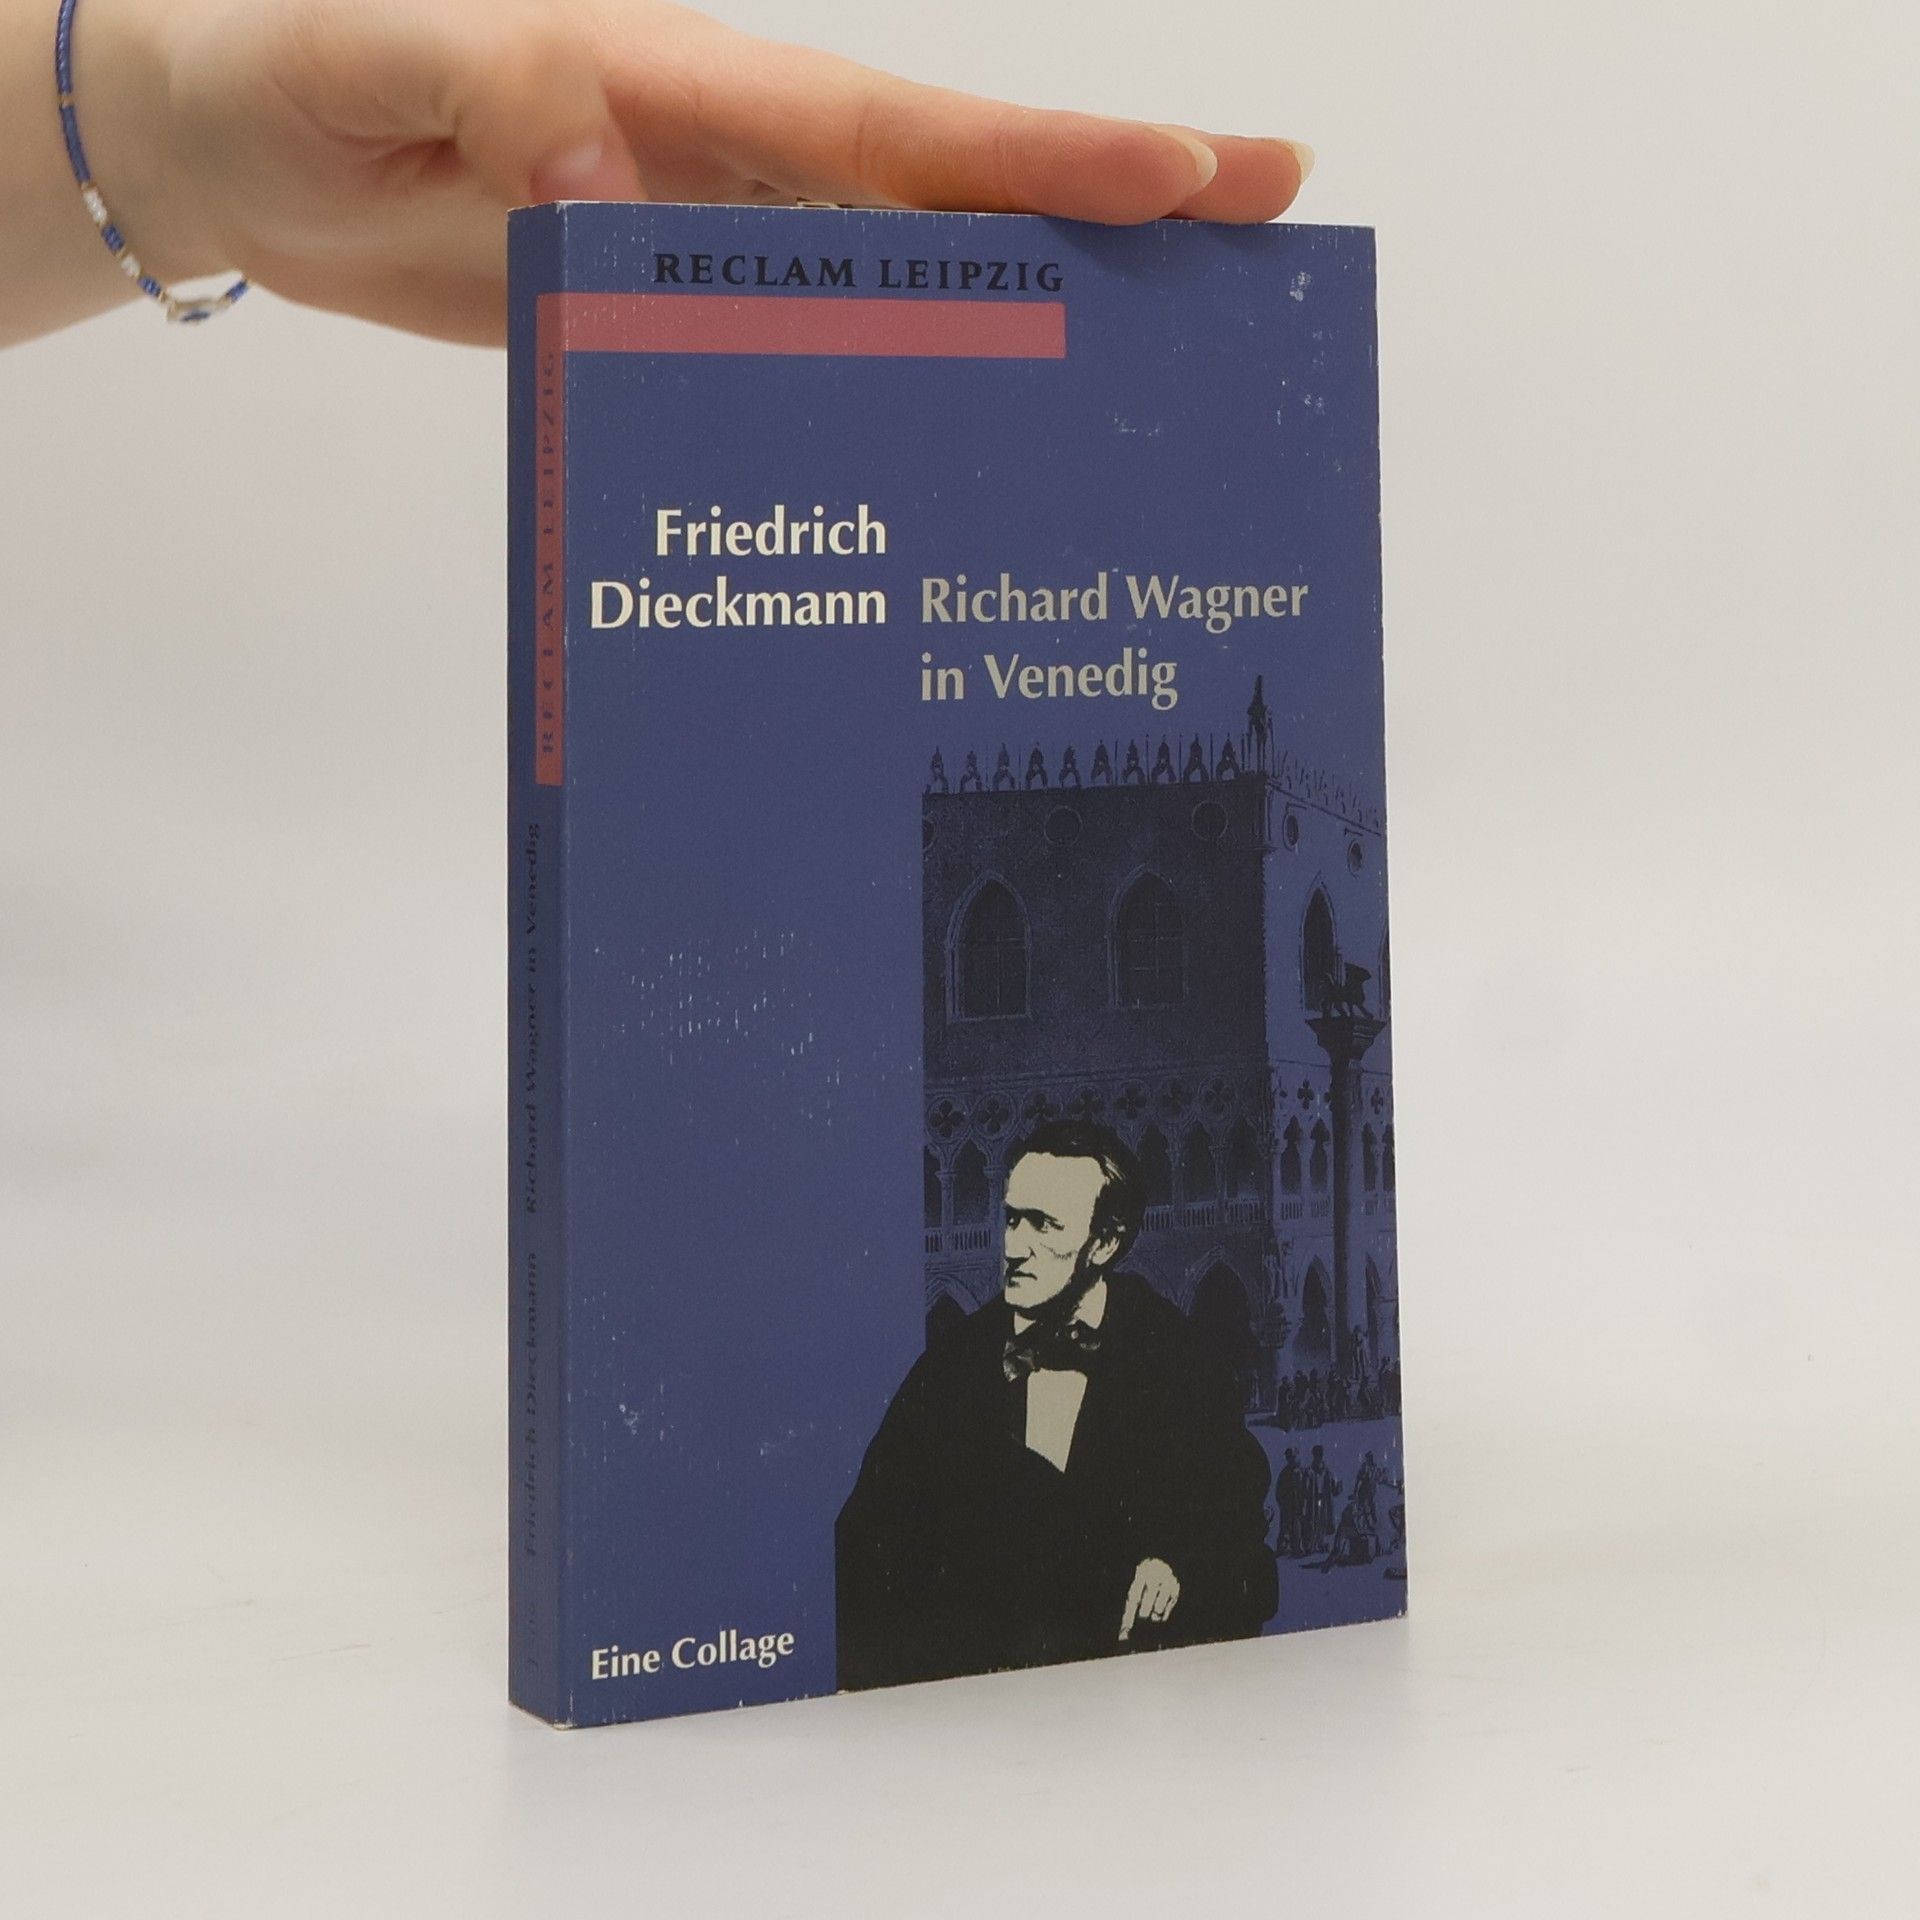 RECLAM LEIPZIG
Friedrich
Dieckmann
Richard Wagner
in Venedig
Eine Collage
RECLAM LEIPZIG
Friedrich Dieckmann Richard Wagner in Venedig